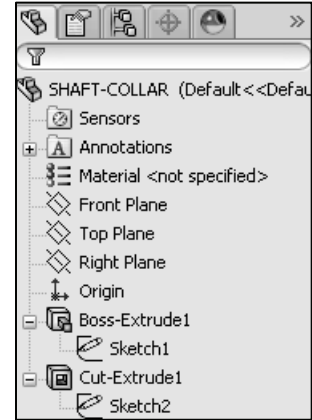 »
SHAFT-COLLAR (Default<<Defau
Sensors
A Annotations
Material <not specified>
Front Plane
Top Plane
Right Plane
Origin
Boss-Extrude1
Sketch1
Cut-Extrude1
Sketch2